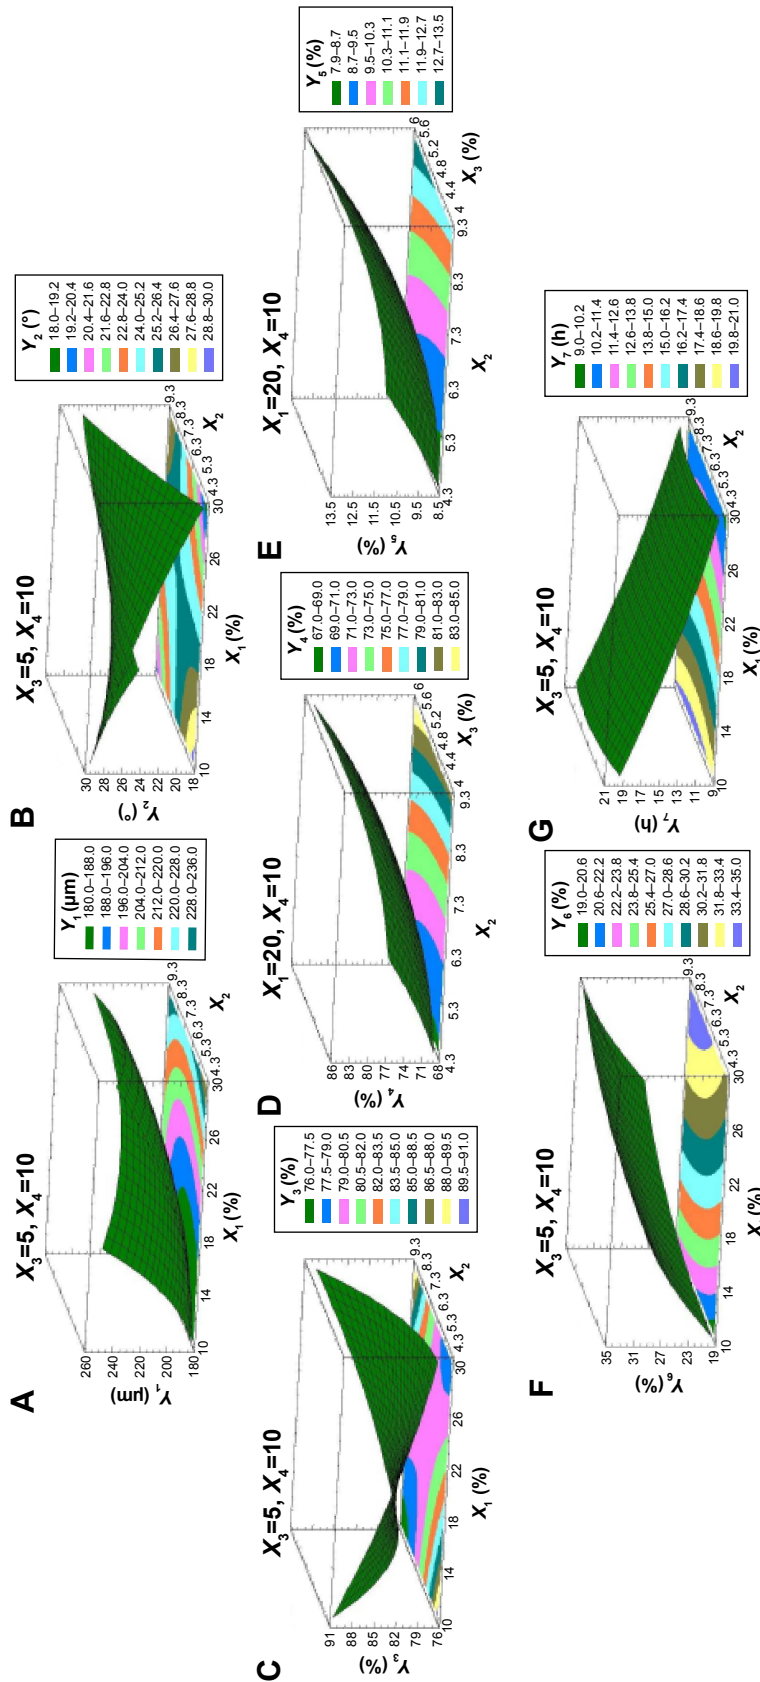 A
X3=5, X4=10
Y1 (µm)
180.0–188.0
188.0–196.0
196.0–204.0
204.0–212.0
212.0–220.0
220.0–228.0
228.0–236.0
260
240
220
200
180
Y1 (µm)
10 14 18 22 26 30
X1 (%)
4.3 5.3 6.3 7.3 8.3 9.3
X2
B
X3=5, X4=10
Y2 (°)
18.0–19.2
19.2–20.4
20.4–21.6
21.6–22.8
22.8–24.0
24.0–25.2
25.2–26.4
26.4–27.6
27.6–28.8
28.8–30.0
30
28
26
24
22
20
18
Y2 (°)
10 14 18 22 26 30
X1 (%)
4.3 5.3 6.3 7.3 8.3 9.3
X2
C
X3=5, X4=10
Y3 (%)
76.0–77.5
77.5–79.0
79.0–80.5
80.5–82.0
82.0–83.5
83.5–85.0
85.0–88.5
86.5–88.0
88.0–89.5
89.5–91.0
91
88
85
82
79
76
Y3 (%)
10 14 18 22 26 30
X1 (%)
4.3 5.3 6.3 7.3 8.3 9.3
X2
D
X1=20, X4=10
Y4 (%)
67.0–69.0
69.0–71.0
71.0–73.0
73.0–75.0
75.0–77.0
77.0–79.0
79.0–81.0
81.0–83.0
83.0–85.0
86
83
80
77
74
71
68
Y4 (%)
4.3 5.3 6.3 7.3 8.3 9.3
X2
4 4.4 4.8 5.2 5.6 6
X3 (%)
E
X1=20, X4=10
Y5 (%)
7.9–8.7
8.7–9.5
9.5–10.3
10.3–11.1
11.1–11.9
11.9–12.7
12.7–13.5
13.5
12.5
11.5
10.5
9.5
8.5
Y5 (%)
4.3 5.3 6.3 7.3 8.3 9.3
X2
4 4.4 4.8 5.2 5.6 6
X3 (%)
F
X3=5, X4=10
Y6 (%)
19.0–20.6
20.6–22.2
22.2–23.8
23.8–25.4
25.4–27.0
27.0–28.6
28.6–30.2
30.2–31.8
31.8–33.4
33.4–35.0
35
31
27
23
19
Y6 (%)
10 14 18 22 26 30
X (%)
4.3 5.3 6.3 7.3 8.3 9.3
X2
G
X3=5, X4=10
Y7 (h)
9.0–10.2
10.2–11.4
11.4–12.6
12.6–13.8
13.8–15.0
15.0–16.2
16.2–17.4
17.4–18.6
18.6–19.8
19.8–21.0
21
19
17
15
13
11
9
Y7 (h)
10 14 18 22 26 30
X1 (%)
4.3 5.3 6.3 7.3 8.3 9.3
X2